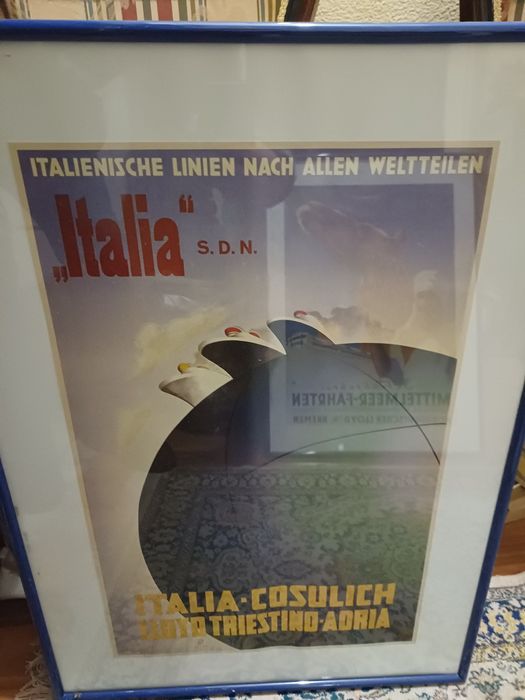 ITALIENISCHE LINIEN NACH ALLEN WELTTEILEN
„Italia“ S.D.N.
MITTELMEER-FAHRTEN
ITALIA-COSULICH
LLOYD TRIESTINO-ADRIA